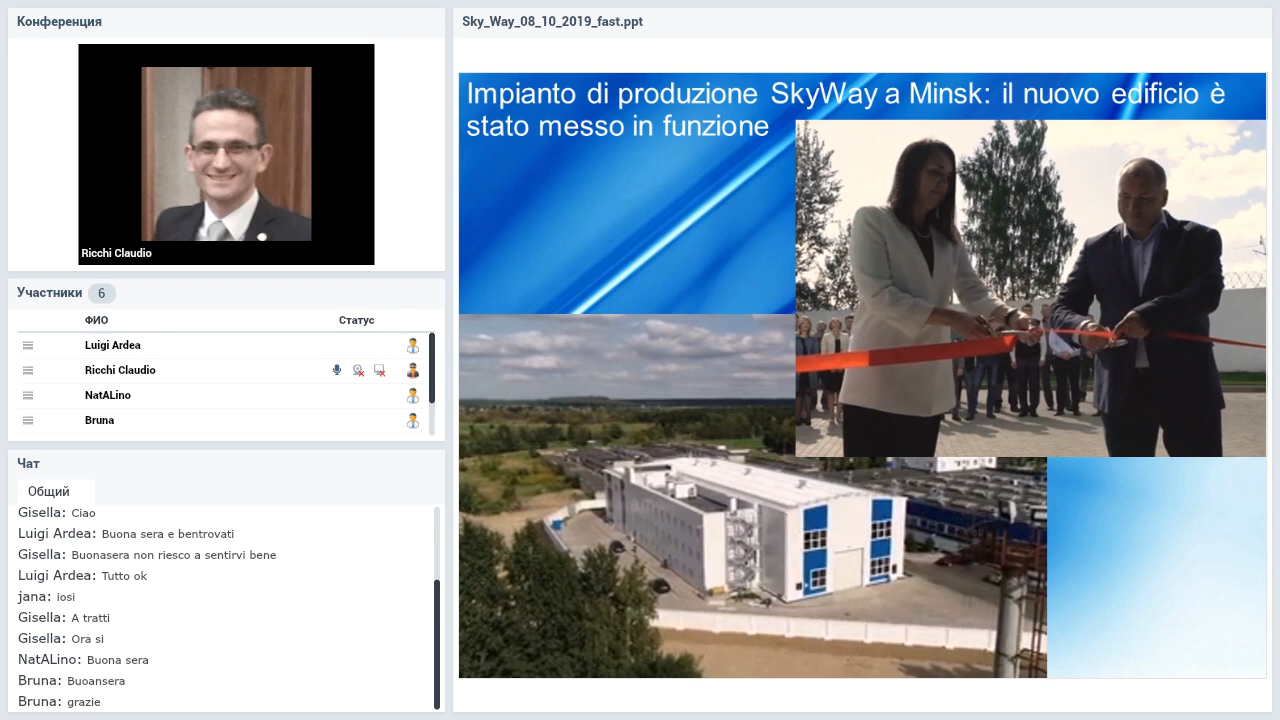 Конференция
Ricchi Claudio
Участники 6
ФИО Статус
Luigi Ardea
Ricchi Claudio
NatALino
Bruna
Чат
Общий
Gisella: Ciao
Luigi Ardea: Buona sera e bentrovati
Gisella: Buonasera non riesco a sentirvi bene
Luigi Ardea: Tutto ok
jana: iosi
Gisella: A tratti
Gisella: Ora si
NatALino: Buona sera
Bruna: Buoansera
Bruna: grazie
Sky_Way_08_10_2019_fast.ppt
Impianto di produzione SkyWay a Minsk: il nuovo edificio è
stato messo in funzione